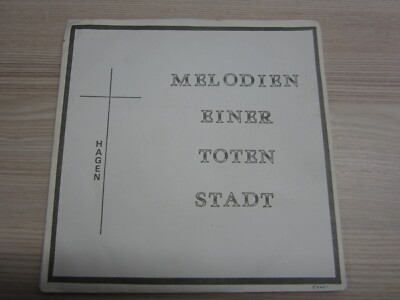 HAGEN
MELODIEN
EINER
TOTEN
STADT